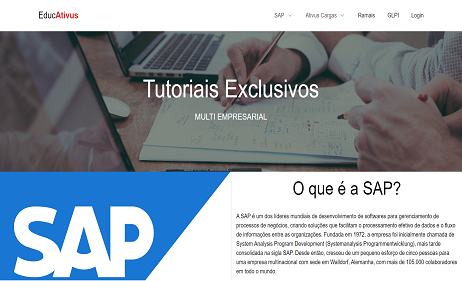 EducAtivus
SAP
Ativus Cargas
Ramais
GLPI
Login
Tutoriais Exclusivos
MULTI EMPRESARIAL
SAP
O que é a SAP?
A SAP é um dos líderes mundiais de desenvolvimento de softwares para gerenciamento de
processos de negócios, criando soluções que facilitam o processamento efetivo de dados e o fluxo
de informações entre as organizações. Fundada em 1972, a empresa foi inicialmente chamada de
System Analysis Program Development (Systemanalysis Programmentwicklung), mais tarde
consolidada na sigla SAP. Desde então, cresceu de um pequeno esforço de cinco pessoas para
uma empresa multinacional com sede em Walldorf, Alemanha, com mais de 105.000 colaboradores
em todo o mundo.